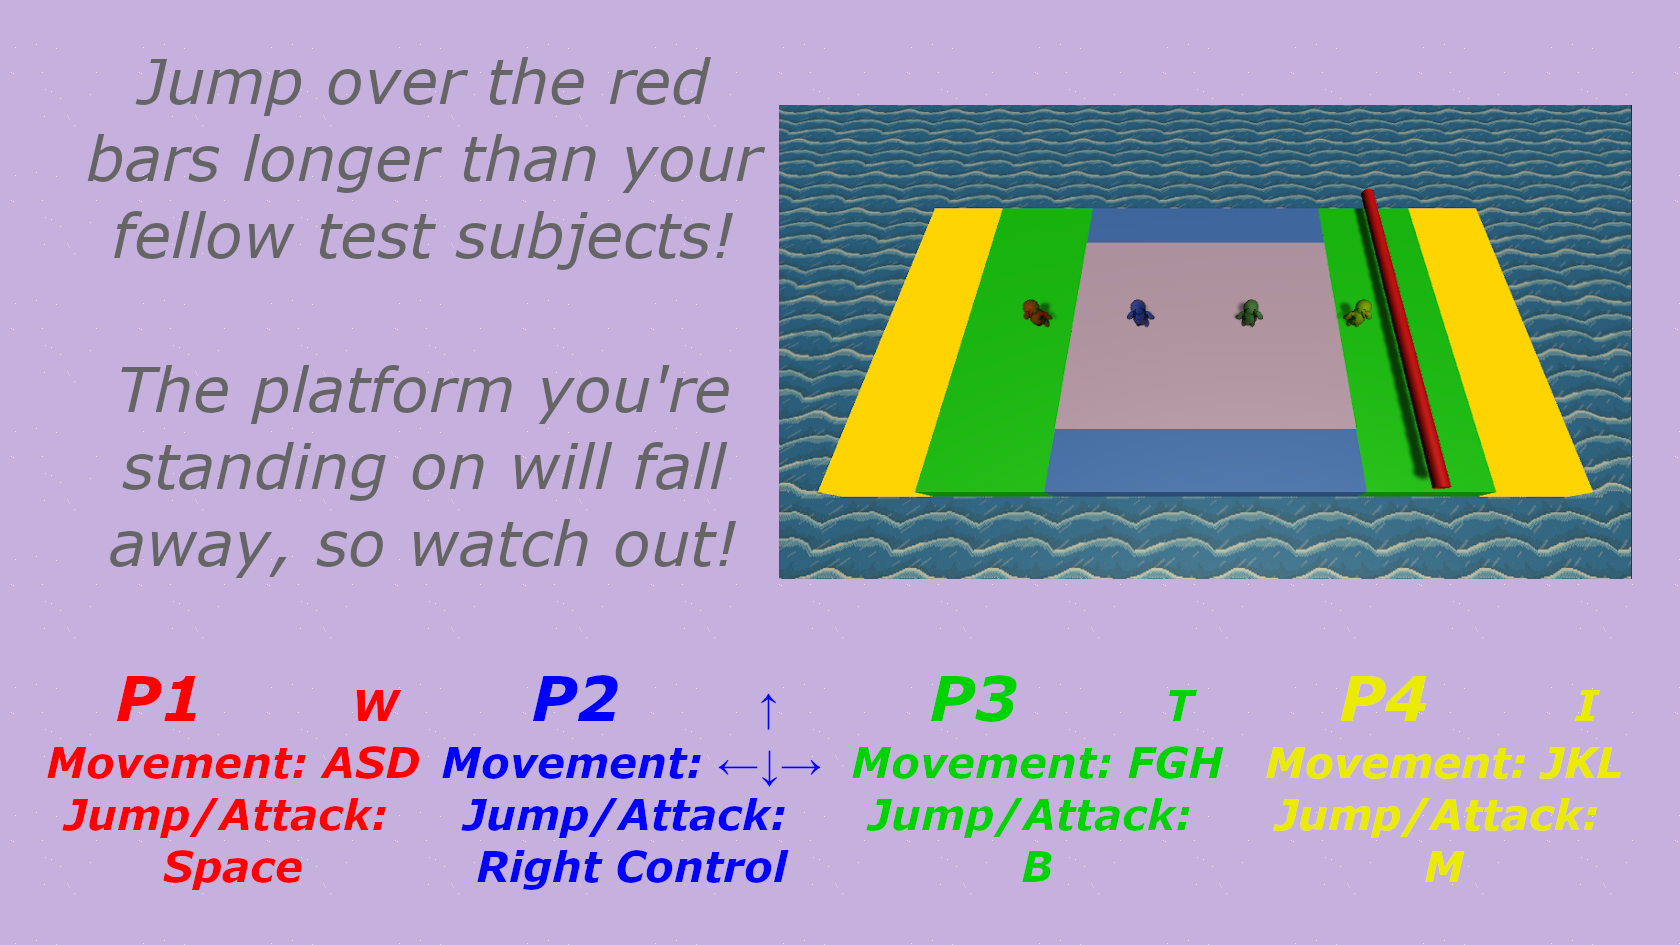 Jump over the red
bars longer than your
fellow test subjects!
The platform you're
standing on will fall
away, so watch out!
P1 W
Movement: ASD
Jump/Attack:
Space
P2 ↑
Movement: ←↓→
Jump/Attack:
Right Control
P3 T
Movement: FGH
Jump/Attack:
B
P4 I
Movement: JKL
Jump/Attack:
M